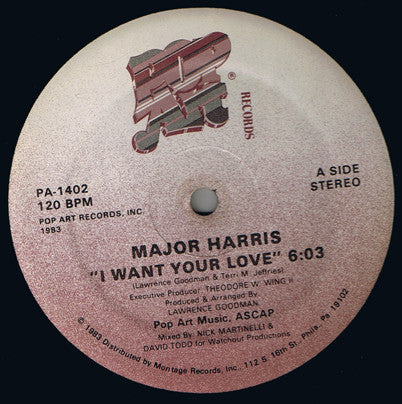 POP
ART
® RECORDS
PA-1402
120 BPM
POP ART RECORDS, INC.
1983
A SIDE
STEREO
MAJOR HARRIS
"I WANT YOUR LOVE" 6:03
(Lawrence Goodman & Terri M. Jeffries)
Executive Producer: THEODORE W. WING II
Produced & Arranged By
LAWRENCE GOODMAN
Pop Art Music, ASCAP
Mixed By: NICK MARTINELLI &
DAVID TODD for Watchout Productions
© 1983 Distributed by Montage Records, Inc., 112 S. 16th St. Phila., Pa. 19102